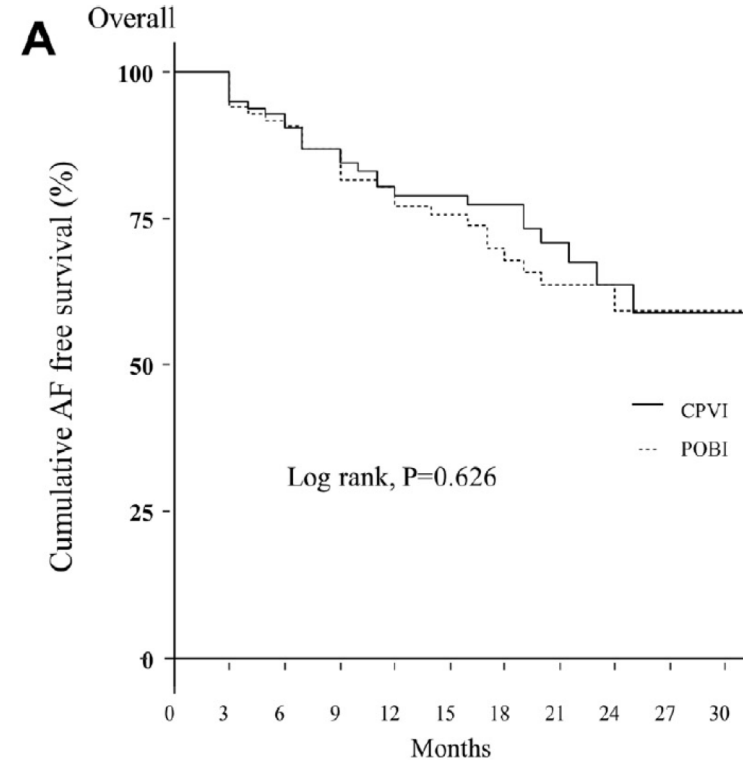 A
Overall
100
75
50
25
0
Cumulative AF free survival (%)
CPVI
POBI
Log rank, P=0.626
0 3 6 9 12 15 18 21 24 27 30
Months